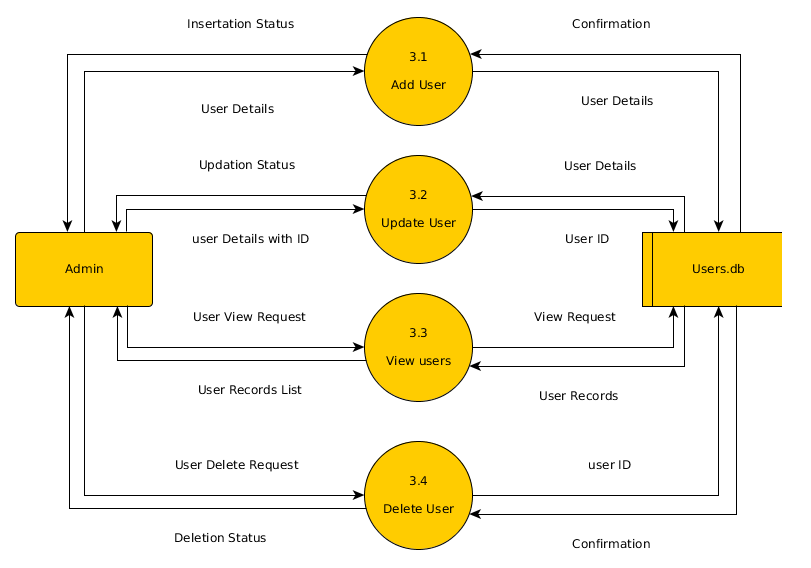 Insertation Status
Confirmation
3.1
Add User
User Details
User Details
Updation Status
User Details
3.2
Update User
user Details with ID
User ID
Admin
Users.db
User View Request
View Request
3.3
View users
User Records List
User Records
User Delete Request
user ID
3.4
Delete User
Deletion Status
Confirmation